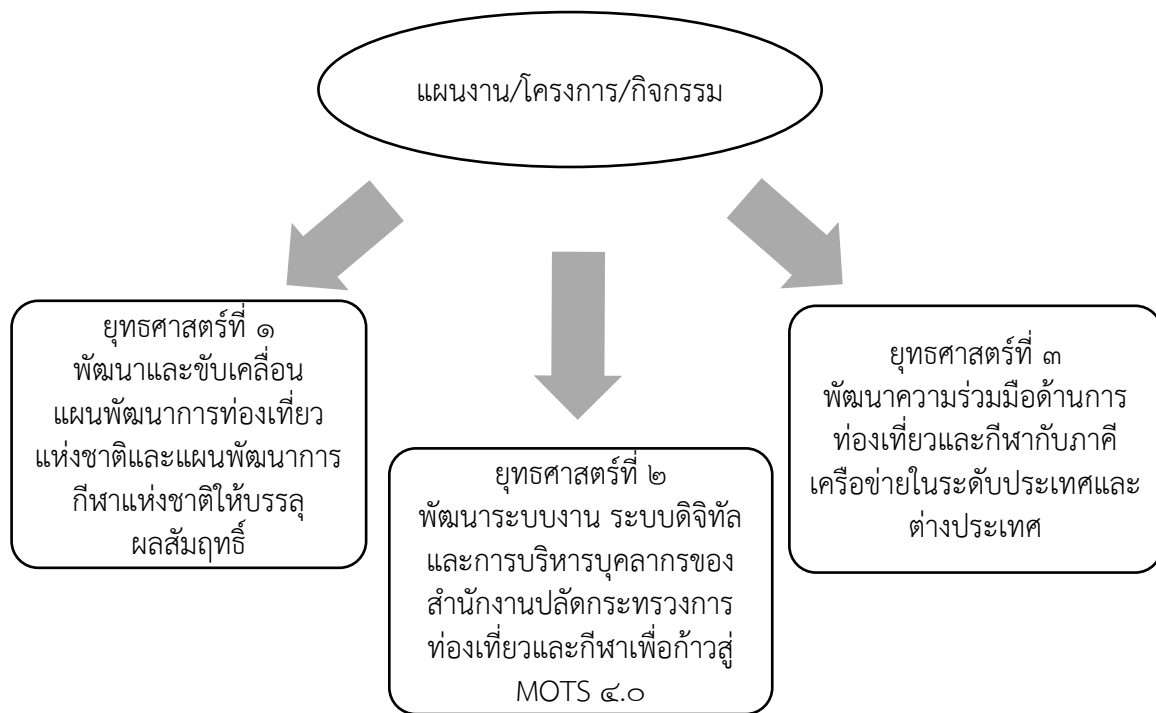 แผนงาน/โครงการ/กิจกรรม
ยุทธศาสตร์ที่ ๑
พัฒนาและขับเคลื่อน
แผนพัฒนาการท่องเที่ยว
แห่งชาติและแผนพัฒนาการ
กีฬาแห่งชาติให้บรรลุ
ผลสัมฤทธิ์
ยุทธศาสตร์ที่ ๒
พัฒนาระบบงาน ระบบดิจิทัล
และการบริหารบุคลากรของ
สำนักงานปลัดกระทรวงการ
ท่องเที่ยวและกีฬาเพื่อก้าวสู่
MOTS ๔.๐
ยุทธศาสตร์ที่ ๓
พัฒนาความร่วมมือด้านการ
ท่องเที่ยวและกีฬากับภาคี
เครือข่ายในระดับประเทศและ
ต่างประเทศ